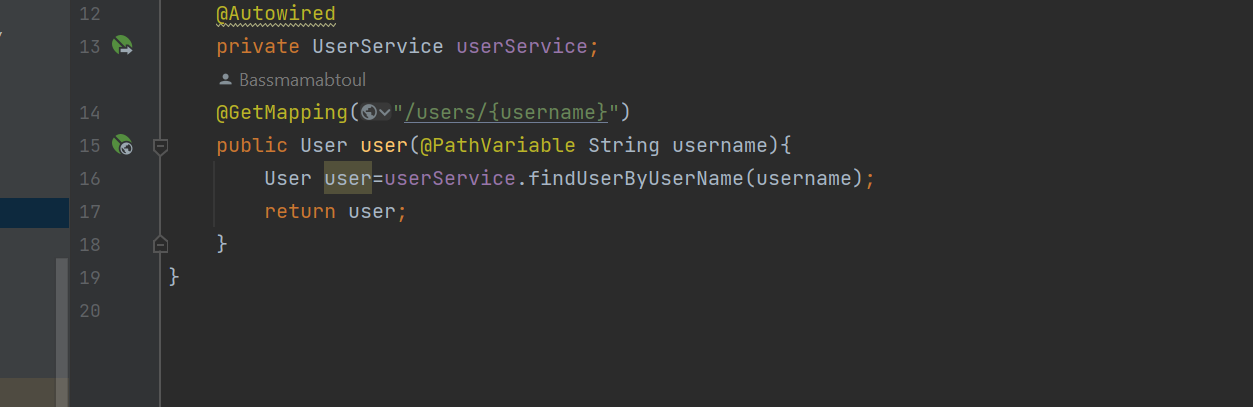 12 @Autowired
13 private UserService userService;
Bassmamabtoul
14 @GetMapping("/users/{username}")
15 public User user(@PathVariable String username){
16 User user=userService.findUserByUserName(username);
17 return user;
18 }
19 }
20